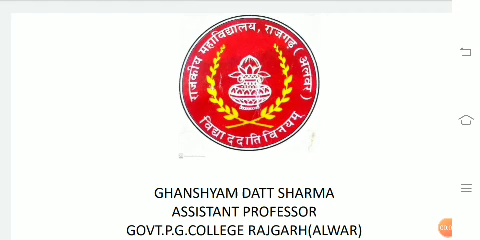 राजकीय महाविद्यालय, राजगढ़ (अलवर)
विद्या ददाति विनयम्
GHANSHYAM DATT SHARMA
ASSISTANT PROFESSOR
GOVT.P.G.COLLEGE RAJGARH(ALWAR)